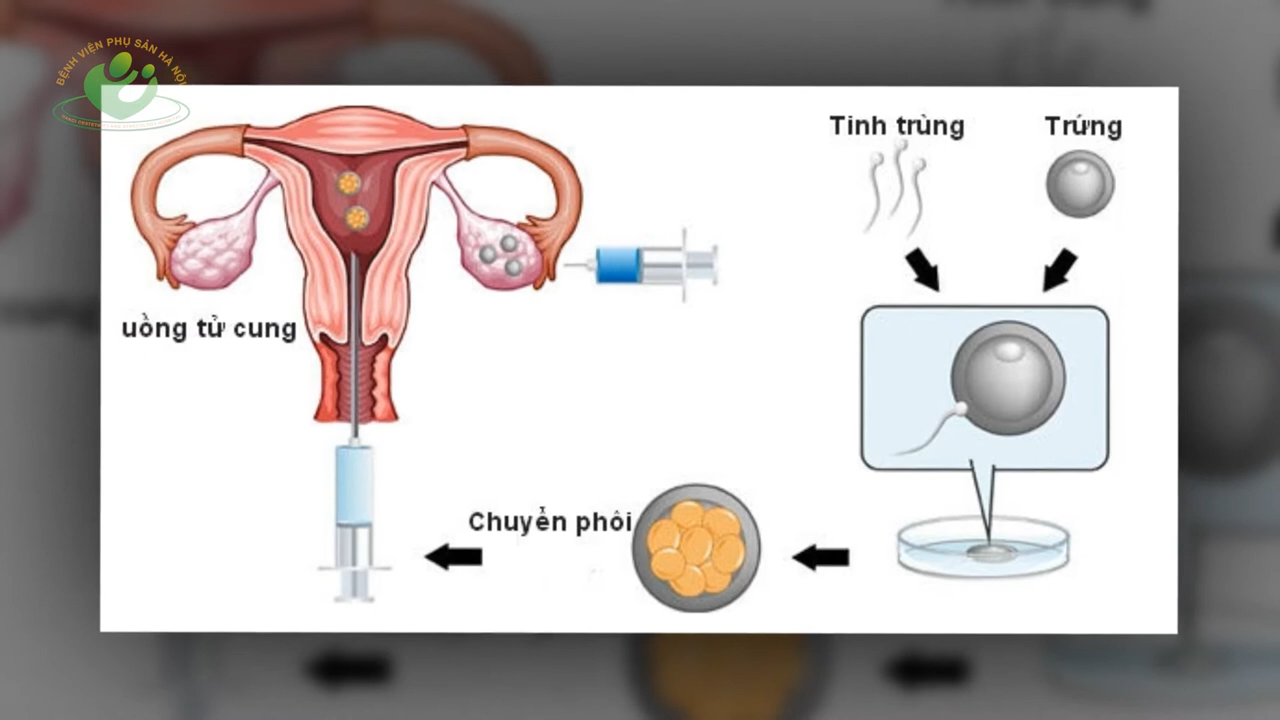 BỆNH VIỆN PHỤ SẢN HÀ NỘI
Tinh trùng
Trứng
uồng tử cung
Chuyển phôi